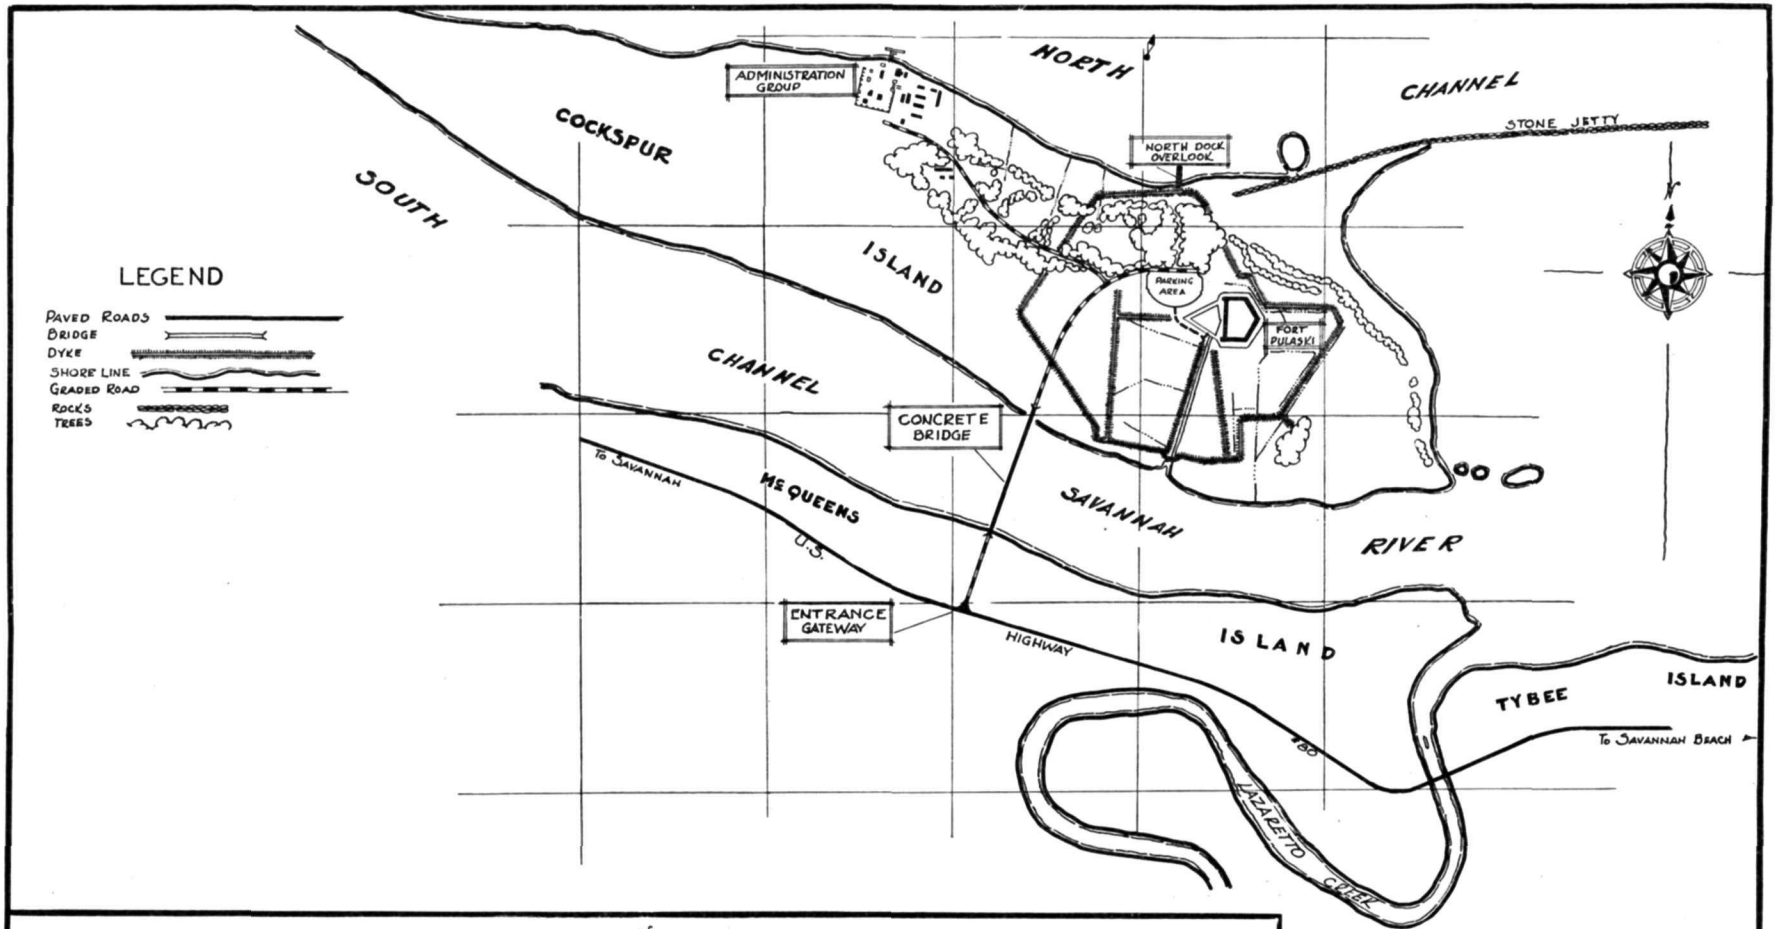 NORTH
CHANNEL
STONE JETTY
ADMINISTRATION
GROUP
COCKSPUR
ISLAND
NORTH DOCK
OVERLOOK
SOUTH
CHANNEL
N
PARKING
AREA
FORT
PULASKI
LEGEND
PAVED ROADS
BRIDGE
DYKE
SHORE LINE
GRADED ROAD
ROCKS
TREES
CONCRETE
BRIDGE
SAVANNAH
RIVER
TO SAVANNAH
McQUEENS
ISLAND
U.S.
HIGHWAY
#80
ENTRANCE
GATEWAY
TYBEE
ISLAND
TO SAVANNAH BEACH
LAZARETTO
CREEK